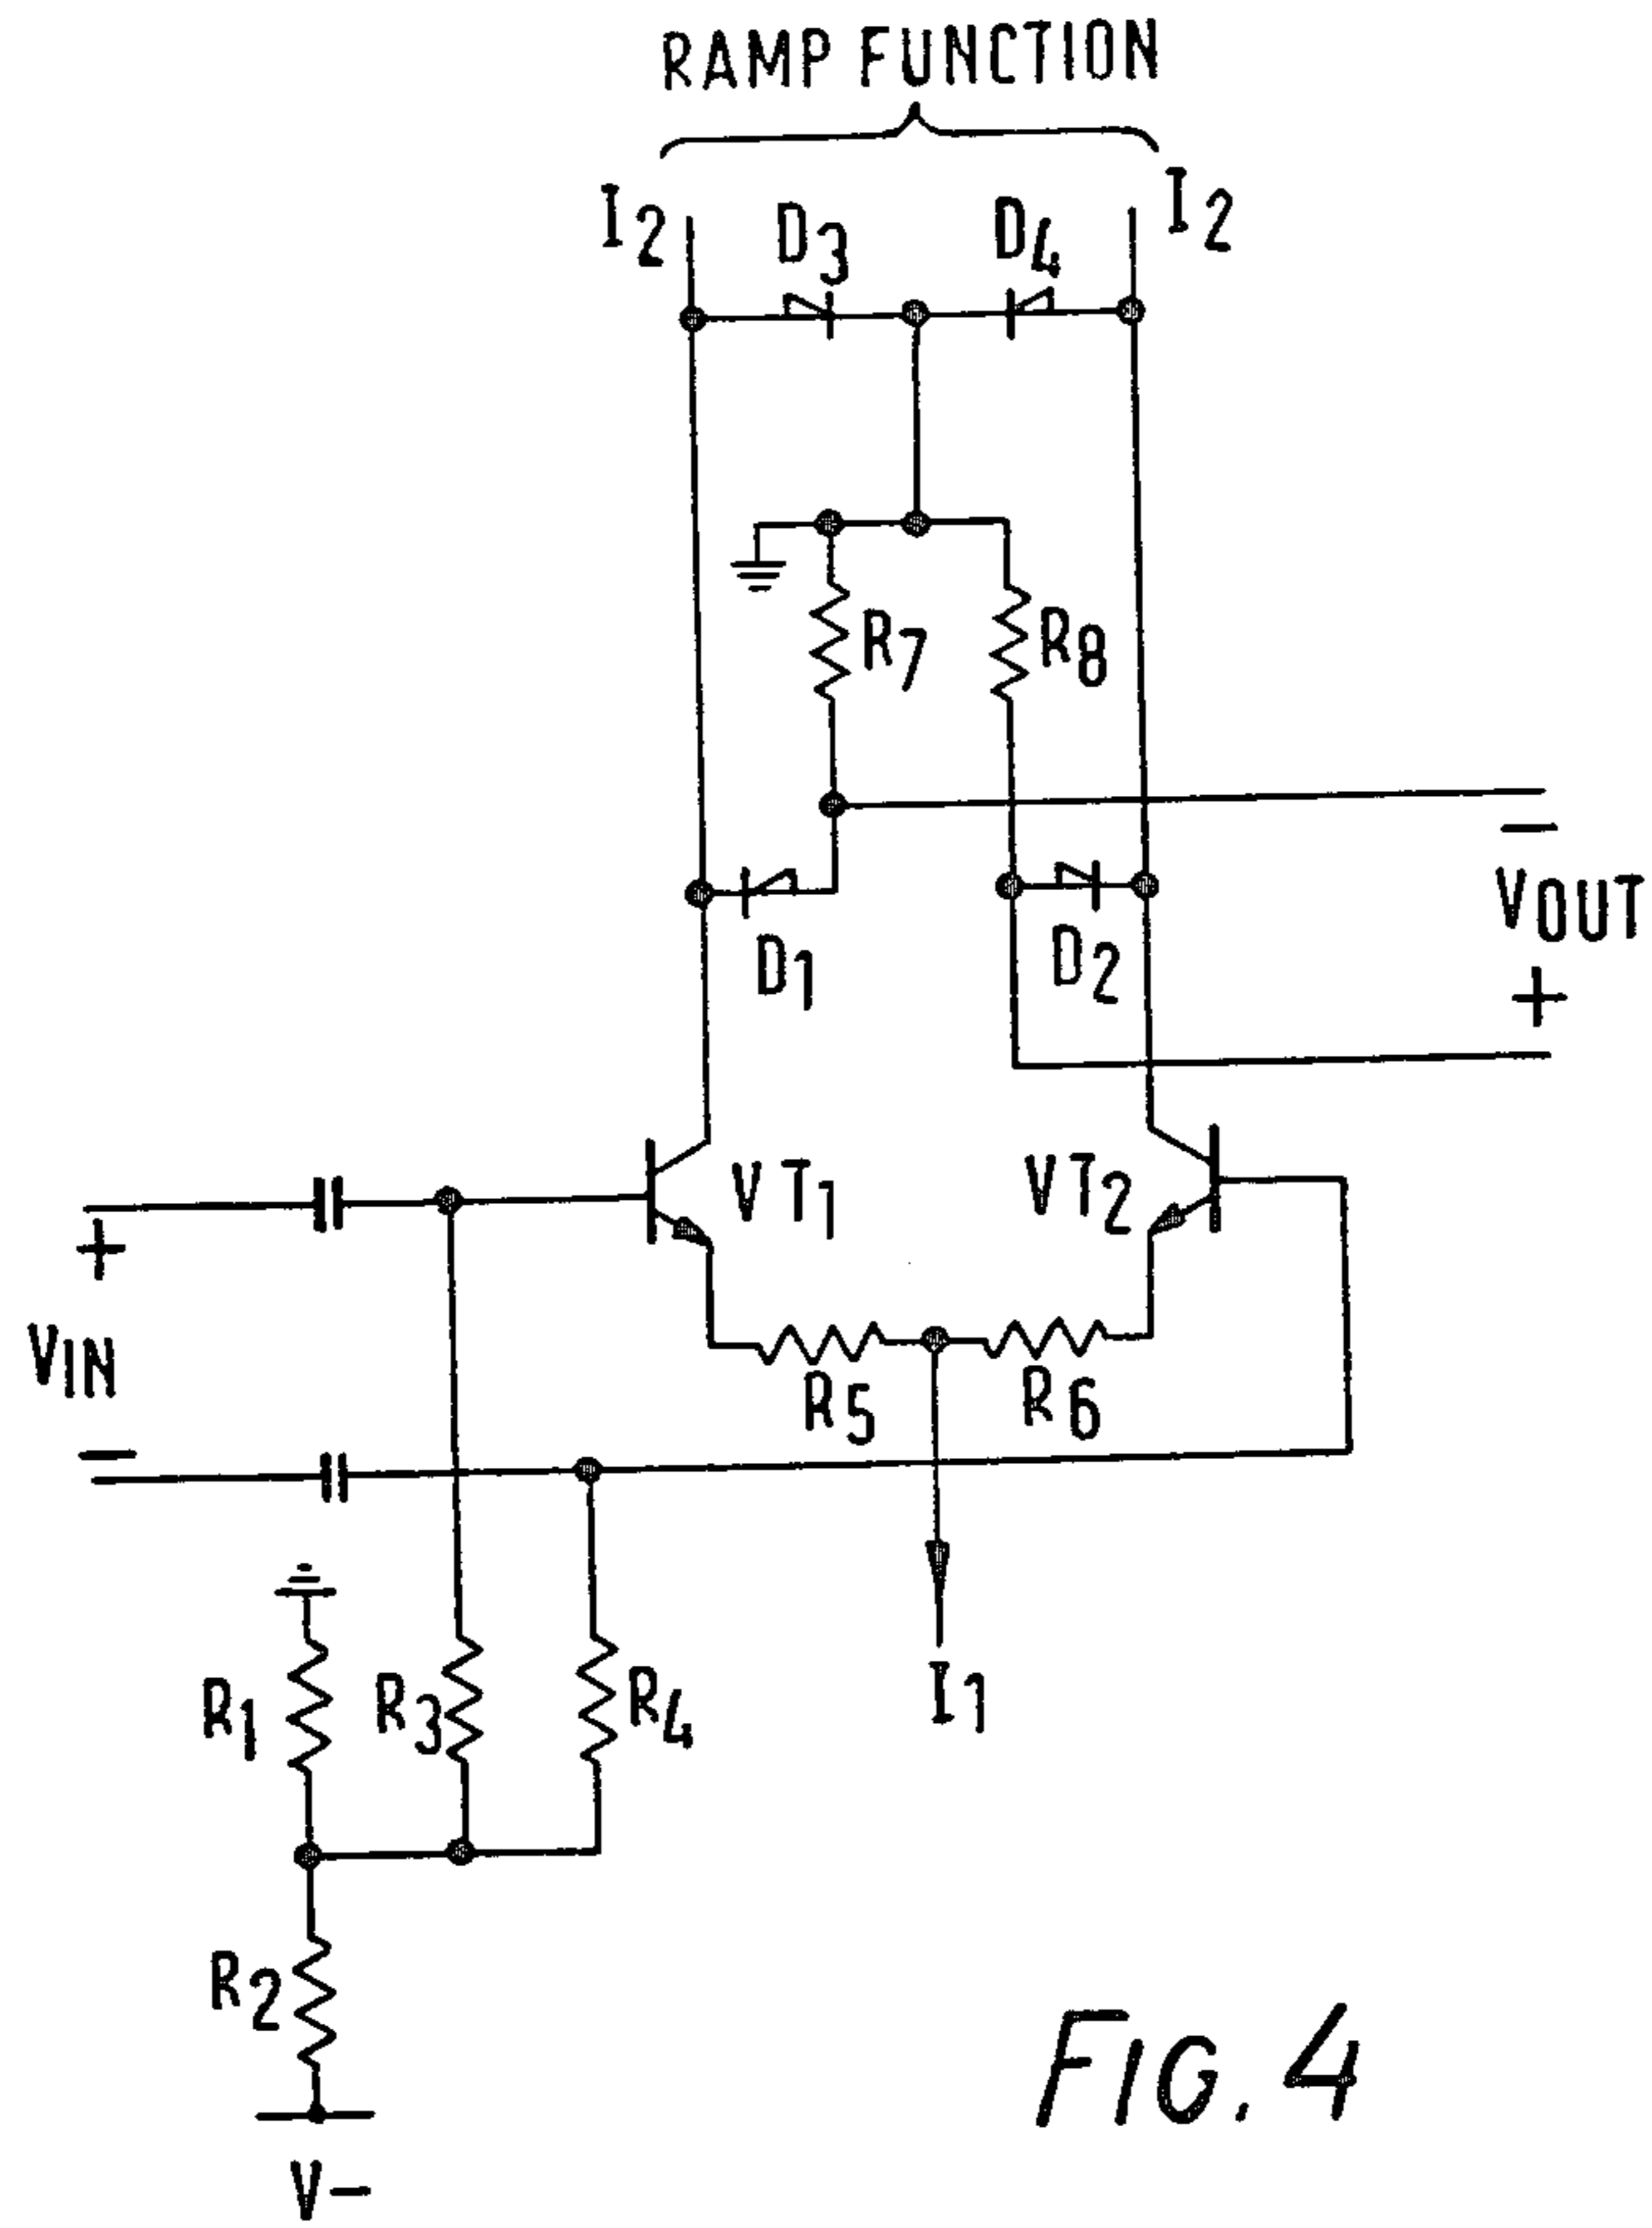 RAMP FUNCTION
I2 D3 D4 I2
R7 R8
−
VOUT
+
D1 D2
VT1 VT2
+
VIN
−
R5 R6
I1
R1 R3 R4
R2
V−
FIG. 4